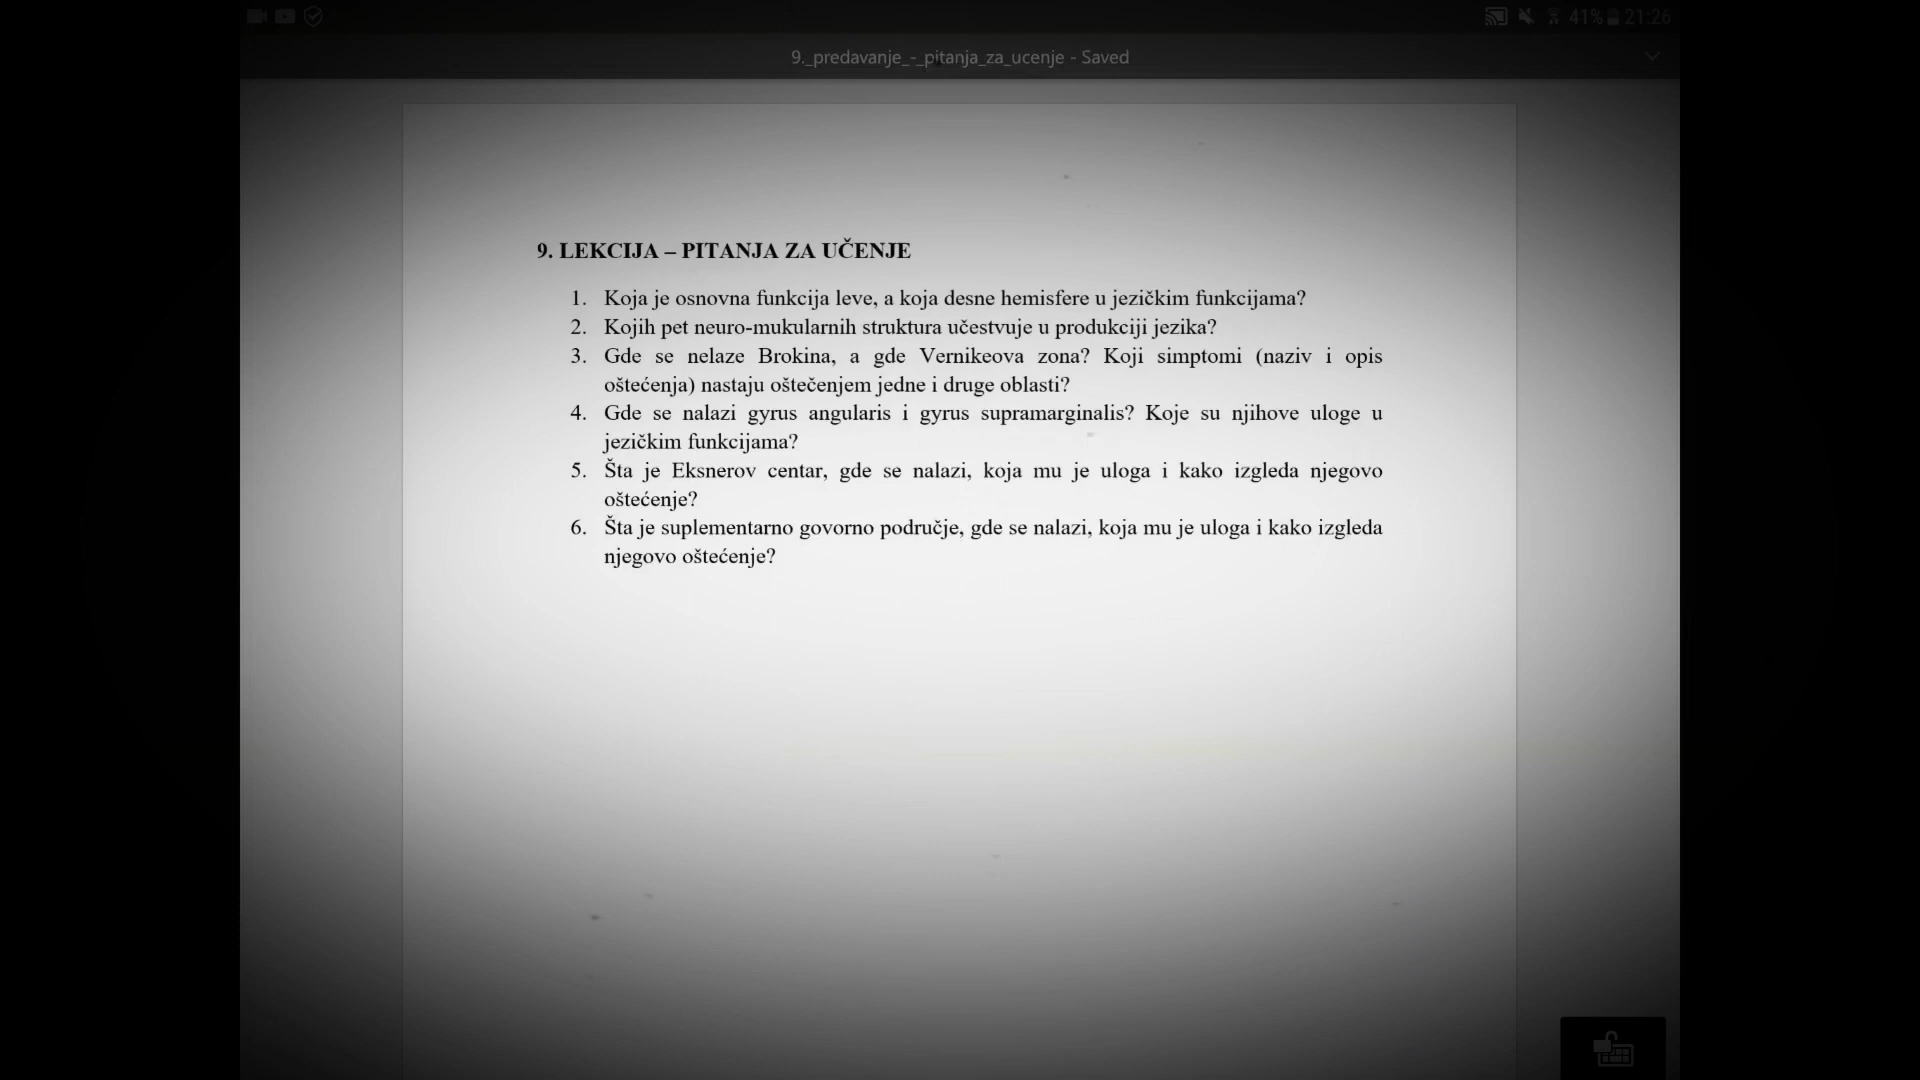 41% 21:26
9._predavanje_-_pitanja_za_ucenje - Saved
9. LEKCIJA – PITANJA ZA UČENJE
1. Koja je osnovna funkcija leve, a koja desne hemisfere u jezičkim funkcijama?
2. Kojih pet neuro-mukularnih struktura učestvuje u produkciji jezika?
3. Gde se nelaze Brokina, a gde Vernikeova zona? Koji simptomi (naziv i opis
oštećenja) nastaju oštečenjem jedne i druge oblasti?
4. Gde se nalazi gyrus angularis i gyrus supramarginalis? Koje su njihove uloge u
jezičkim funkcijama?
5. Šta je Eksnerov centar, gde se nalazi, koja mu je uloga i kako izgleda njegovo
oštećenje?
6. Šta je suplementarno govorno područje, gde se nalazi, koja mu je uloga i kako izgleda
njegovo oštećenje?